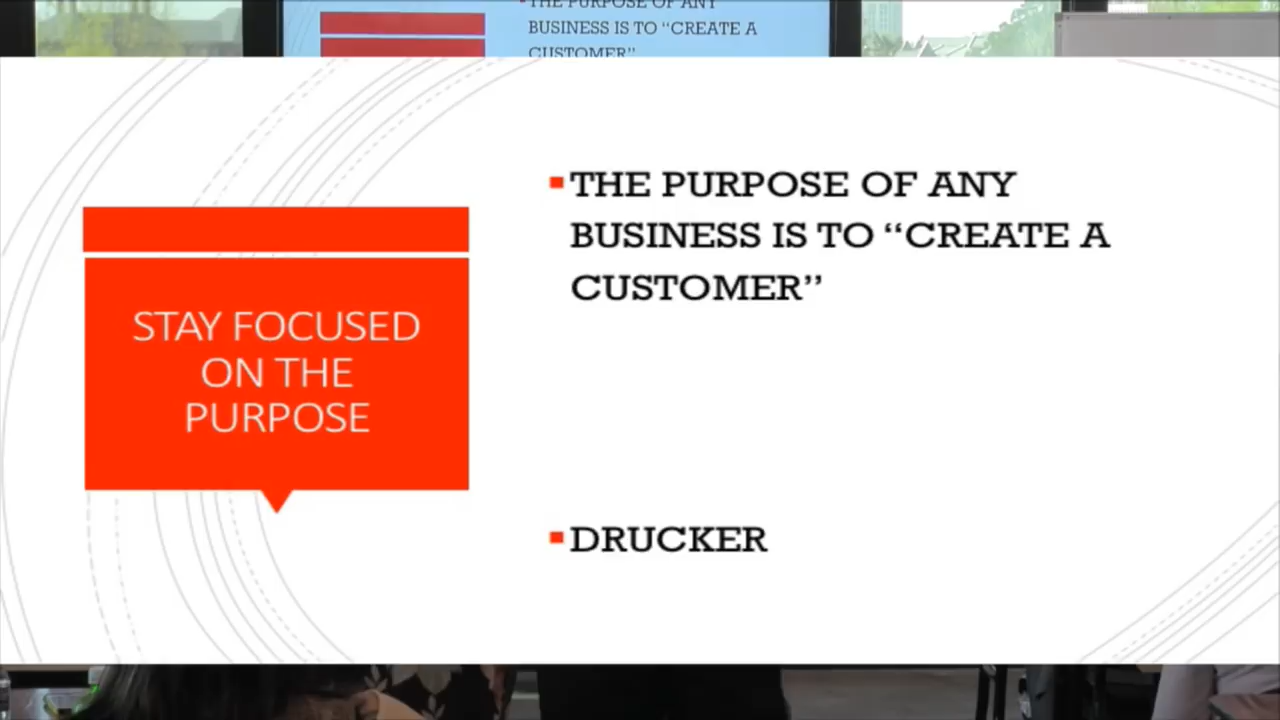 THE PURPOSE OF ANY
BUSINESS IS TO “CREATE A
CUSTOMER”
STAY FOCUSED
ON THE
PURPOSE
▪THE PURPOSE OF ANY
BUSINESS IS TO “CREATE A
CUSTOMER”
▪DRUCKER